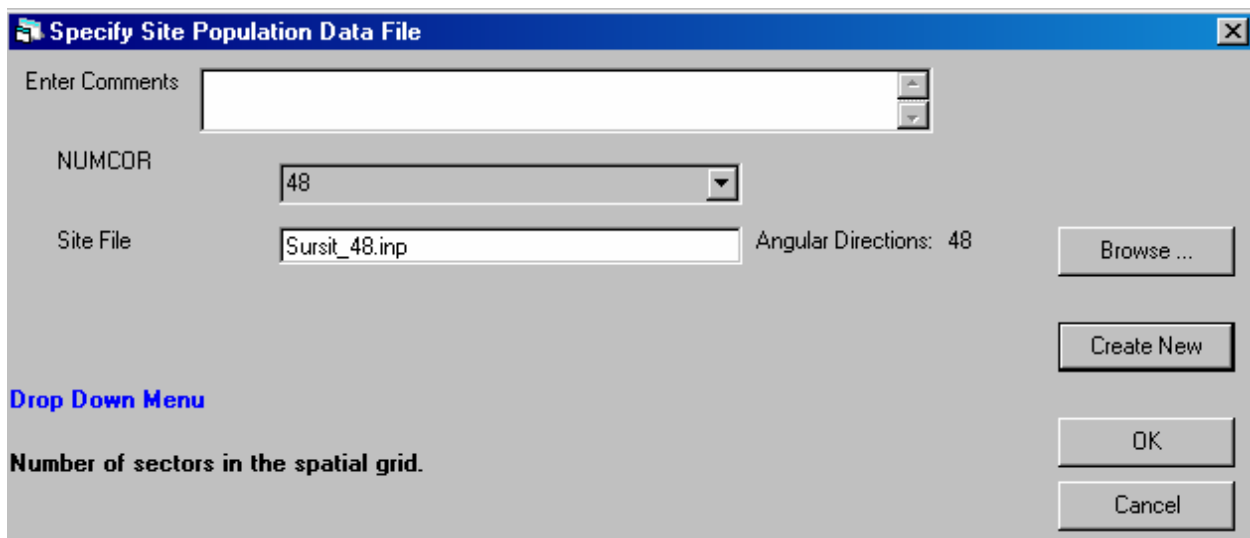 Specify Site Population Data File
Enter Comments
NUMCOR
48
Site File
Sursit_48.inp
Angular Directions: 48
Browse ...
Create New
Drop Down Menu
OK
Number of sectors in the spatial grid.
Cancel